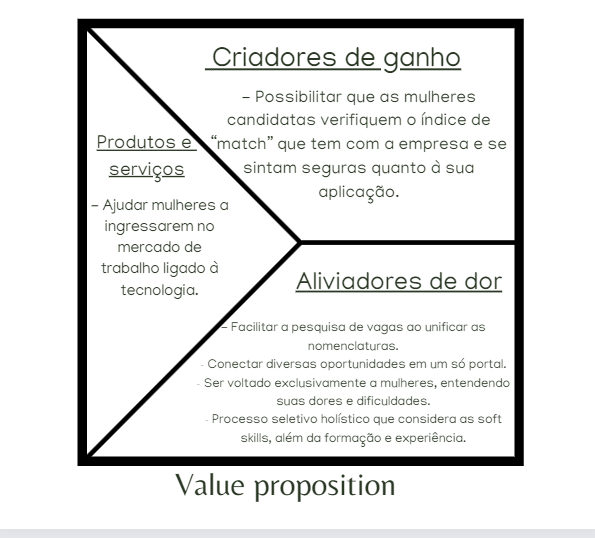 Criadores de ganho
- Possibilitar que as mulheres
candidatas verifiquem o índice de
“match” que tem com a empresa e se
sintam seguras quanto à sua
aplicação.
Produtos e
serviços
- Ajudar mulheres a
ingressarem no
mercado de
trabalho ligado à
tecnologia.
Aliviadores de dor
- Facilitar a pesquisa de vagas ao unificar as
nomenclaturas.
- Conectar diversas oportunidades em um só portal.
- Ser voltado exclusivamente a mulheres, entendendo
suas dores e dificuldades.
- Processo seletivo holístico que considera as soft
skills, além da formação e experiência.
Value proposition